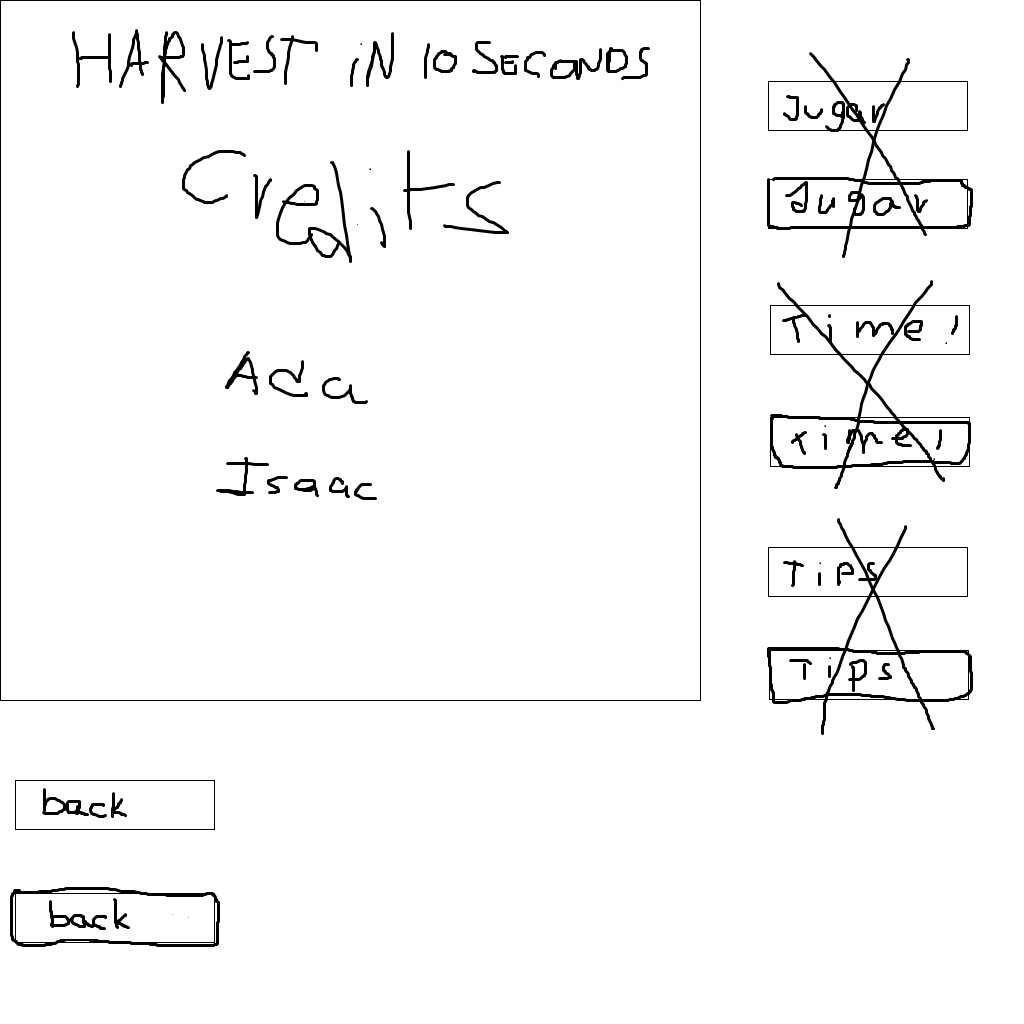 HARVEST iN 10 SECONDS
Credits
Ada
Isaac
Jugar
Jugar
Time!
time!
Tips
Tips
back
back